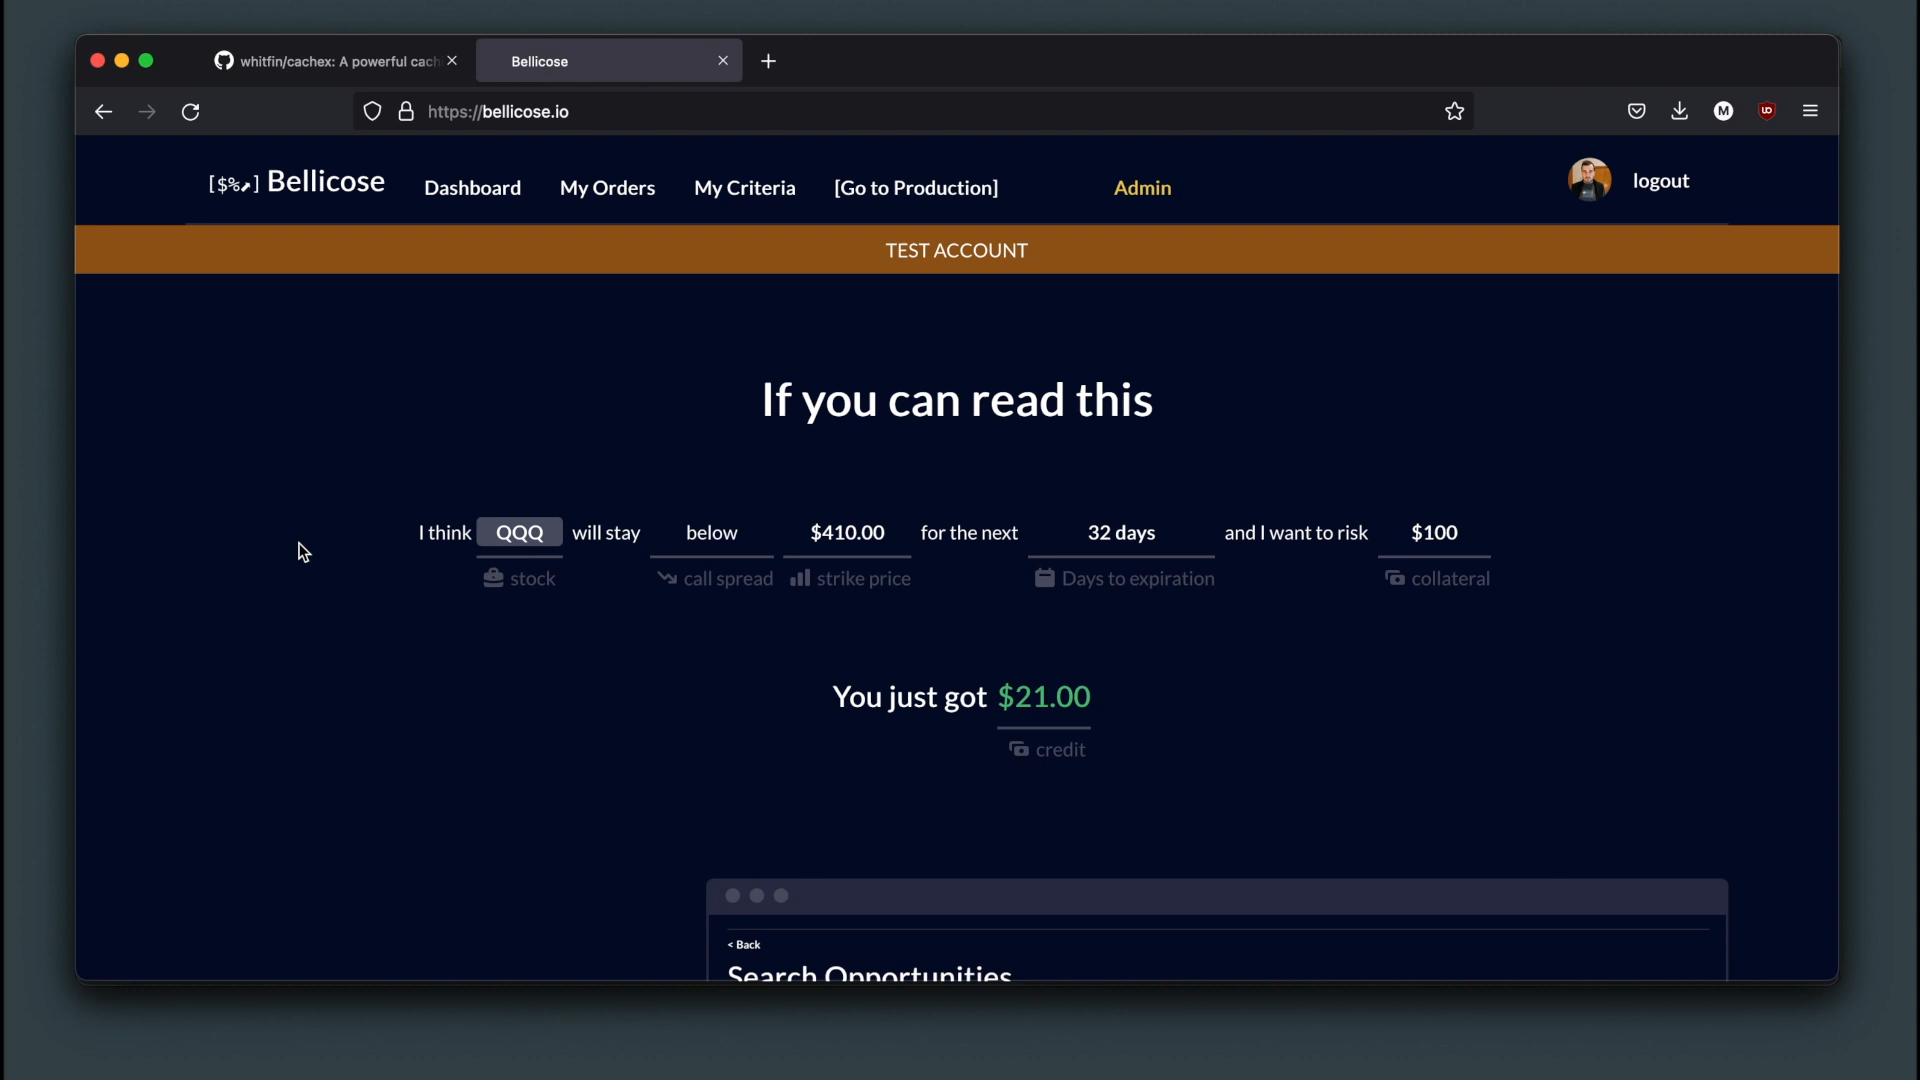 whitfin/cachex: A powerful cach
Bellicose
https://bellicose.io
[$%] Bellicose
Dashboard
My Orders
My Criteria
[Go to Production]
Admin
logout
TEST ACCOUNT
If you can read this
I think QQQ will stay below $410.00 for the next 32 days and I want to risk $100
stock call spread strike price Days to expiration collateral
You just got $21.00
credit
< Back
Search Opportunities